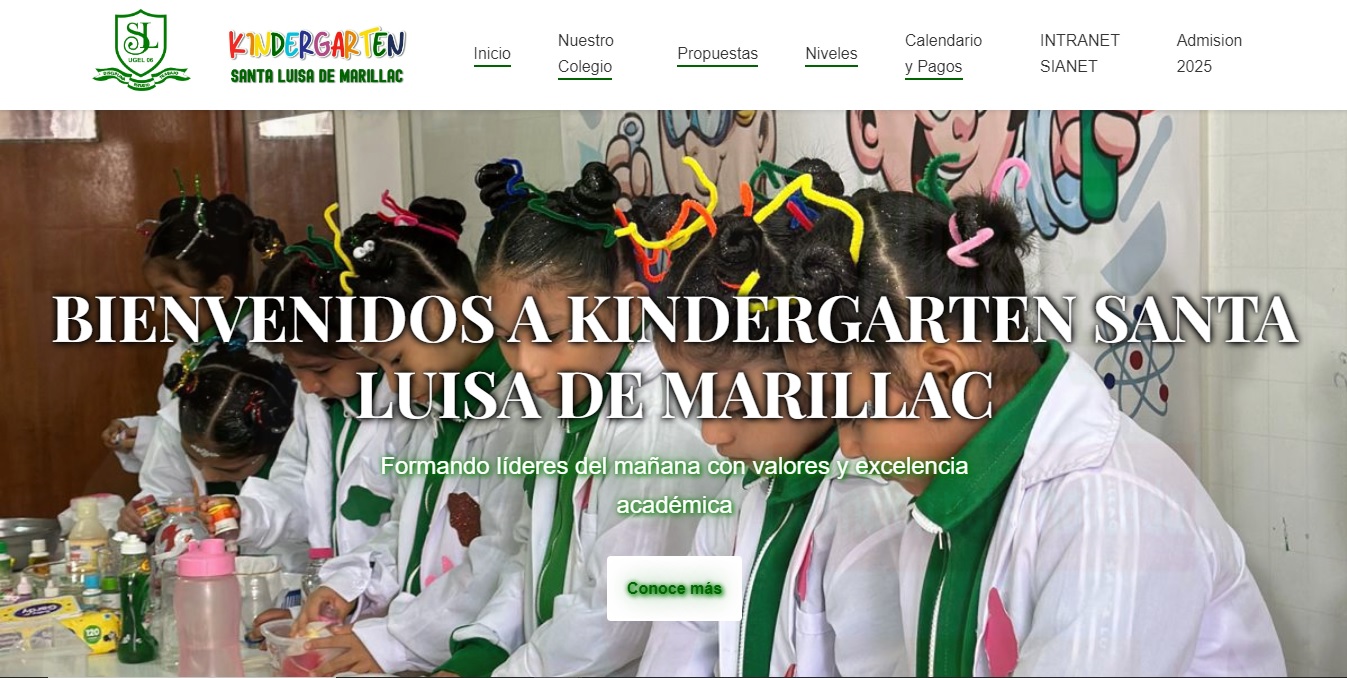 SL
UGEL 06
KINDERGARTEN
SANTA LUISA DE MARILLAC
Inicio
Nuestro
Colegio
Propuestas
Niveles
Calendario
y Pagos
INTRANET
SIANET
Admision
2025
BIENVENIDOS A KINDERGARTEN SANTA
LUISA DE MARILLAC
Formando líderes del mañana con valores y excelencia
académica
Conoce más
120